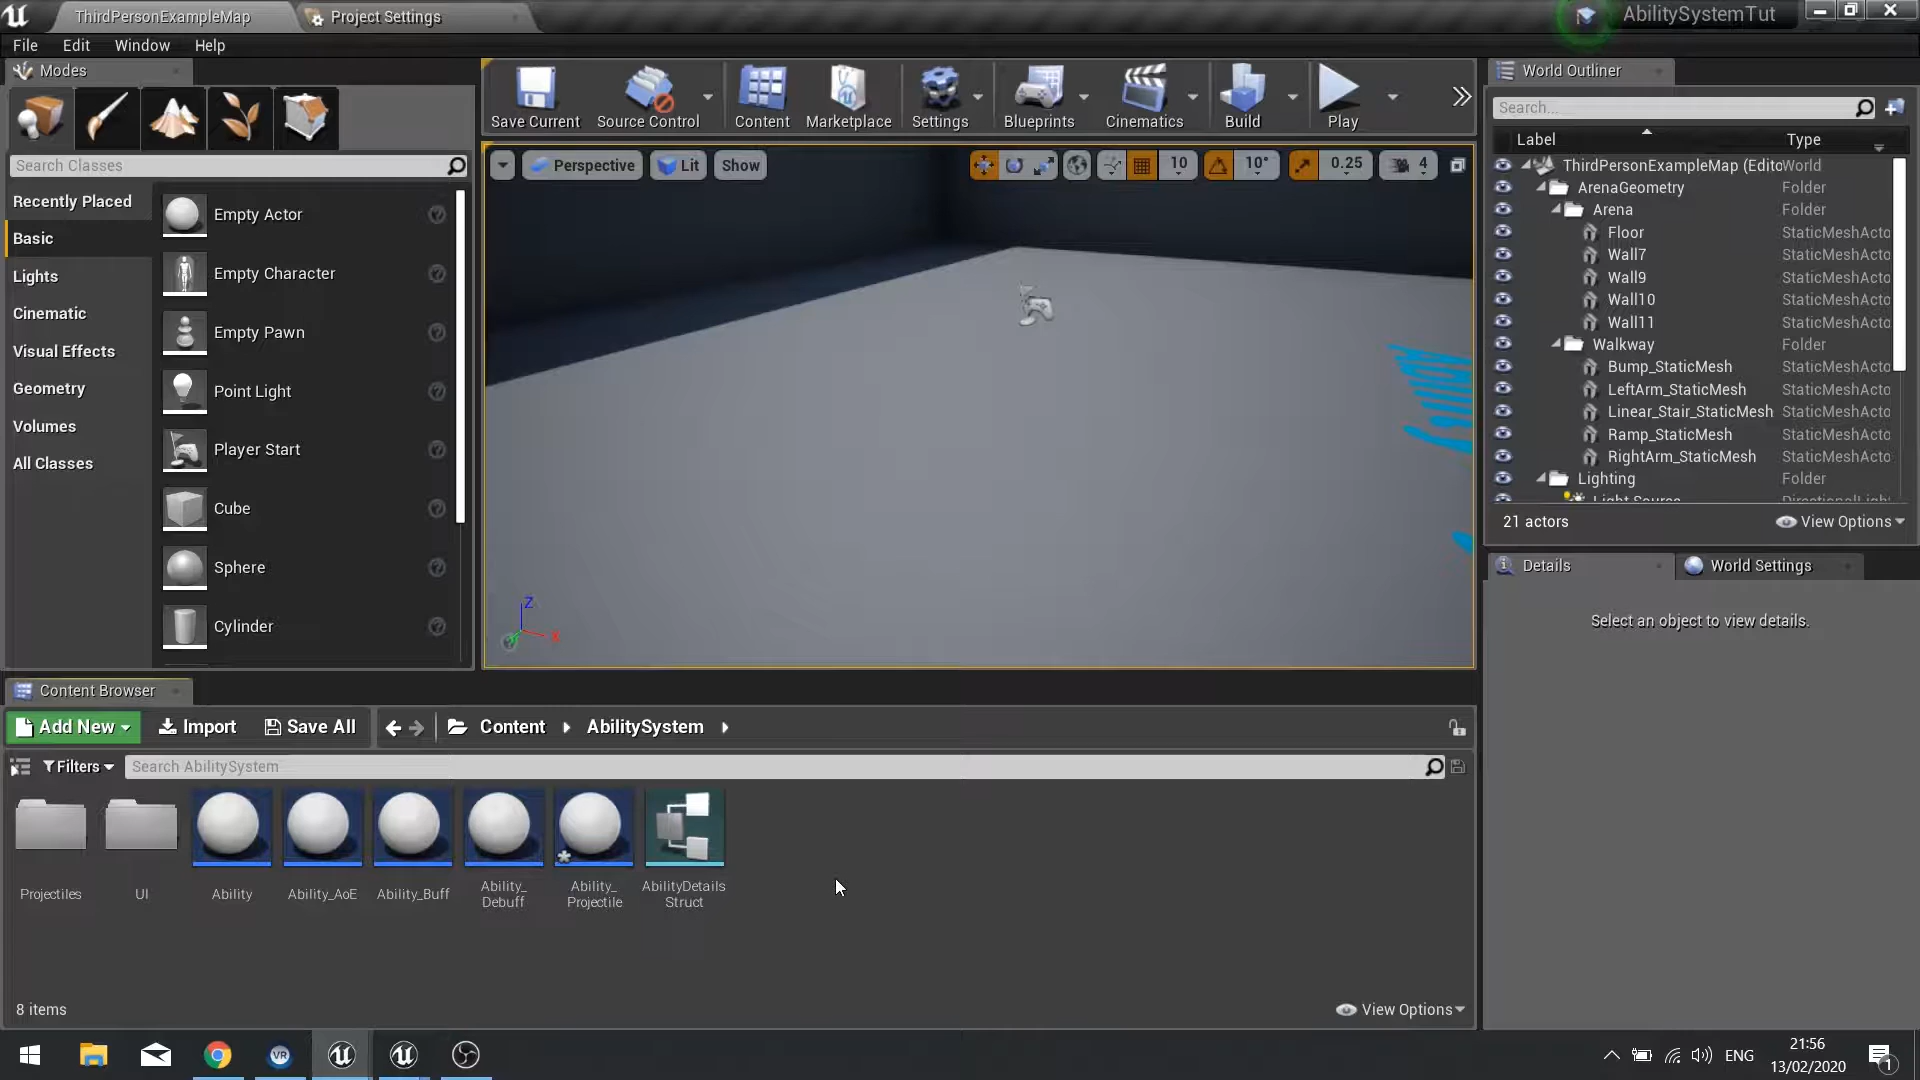 ThirdPersonExampleMap
Project Settings
AbilitySystemTut
File Edit Window Help
Modes
Search Classes
Recently Placed
Basic
Lights
Cinematic
Visual Effects
Geometry
Volumes
All Classes
Empty Actor
Empty Character
Empty Pawn
Point Light
Player Start
Cube
Sphere
Cylinder
Save Current
Source Control
Content
Marketplace
Settings
Blueprints
Cinematics
Build
Play
Perspective
Lit
Show
10
10°
0.25
4
Z
X
World Outliner
Search...
Label Type
ThirdPersonExampleMap (Edito World
ArenaGeometry Folder
Arena Folder
Floor StaticMeshActo
Wall7 StaticMeshActo
Wall9 StaticMeshActo
Wall10 StaticMeshActo
Wall11 StaticMeshActo
Walkway Folder
Bump_StaticMesh StaticMeshActo
LeftArm_StaticMesh StaticMeshActo
Linear_Stair_StaticMesh StaticMeshActo
Ramp_StaticMesh StaticMeshActo
RightArm_StaticMesh StaticMeshActo
Lighting Folder
Light Source DirectionalLigh
21 actors
View Options
Details
World Settings
Select an object to view details.
Content Browser
Add New
Import
Save All
Content
AbilitySystem
Filters
Search AbilitySystem
Projectiles
UI
Ability
Ability_AoE
Ability_Buff
Ability_
Debuff
Ability_
Projectile
AbilityDetails
Struct
8 items
View Options
VR
ENG
21:56
13/02/2020
1